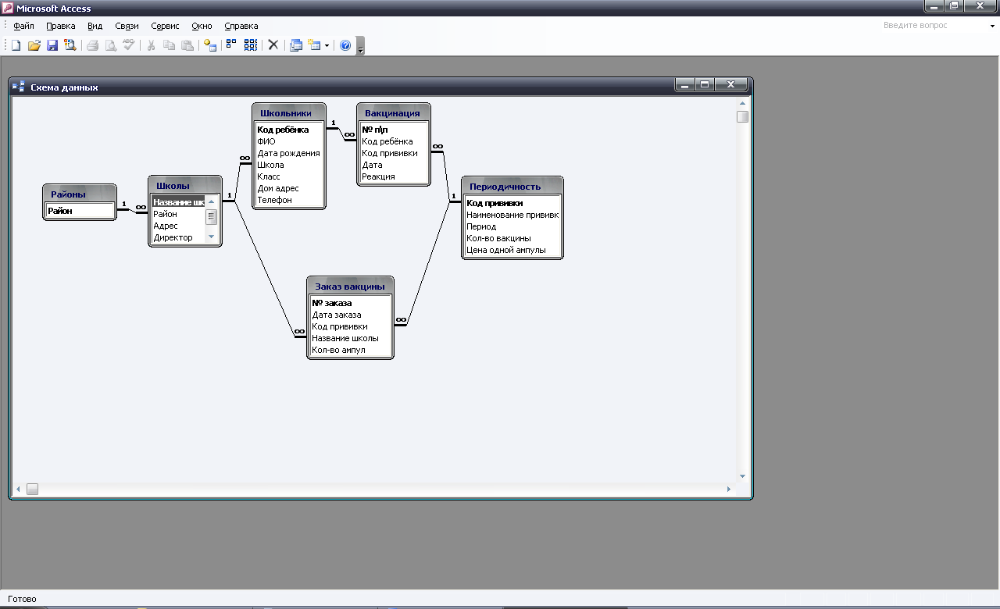 Microsoft Access
Файл Правка Вид Связи Сервис Окно Справка
Введите вопрос
Схема данных
Районы
Район
Школы
Название шк
Район
Адрес
Директор
Школьники
Код ребёнка
ФИО
Дата рождения
Школа
Класс
Дом адрес
Телефон
Вакцинация
№ п\п
Код ребёнка
Код прививки
Дата
Реакция
Периодичность
Код прививки
Наименование прививк
Период
Кол-во вакцины
Цена одной ампулы
Заказ вакцины
№ заказа
Дата заказа
Код прививки
Название школы
Кол-во ампул
1 ∞
1 ∞
∞
1 ∞
∞ 1
∞
Готово